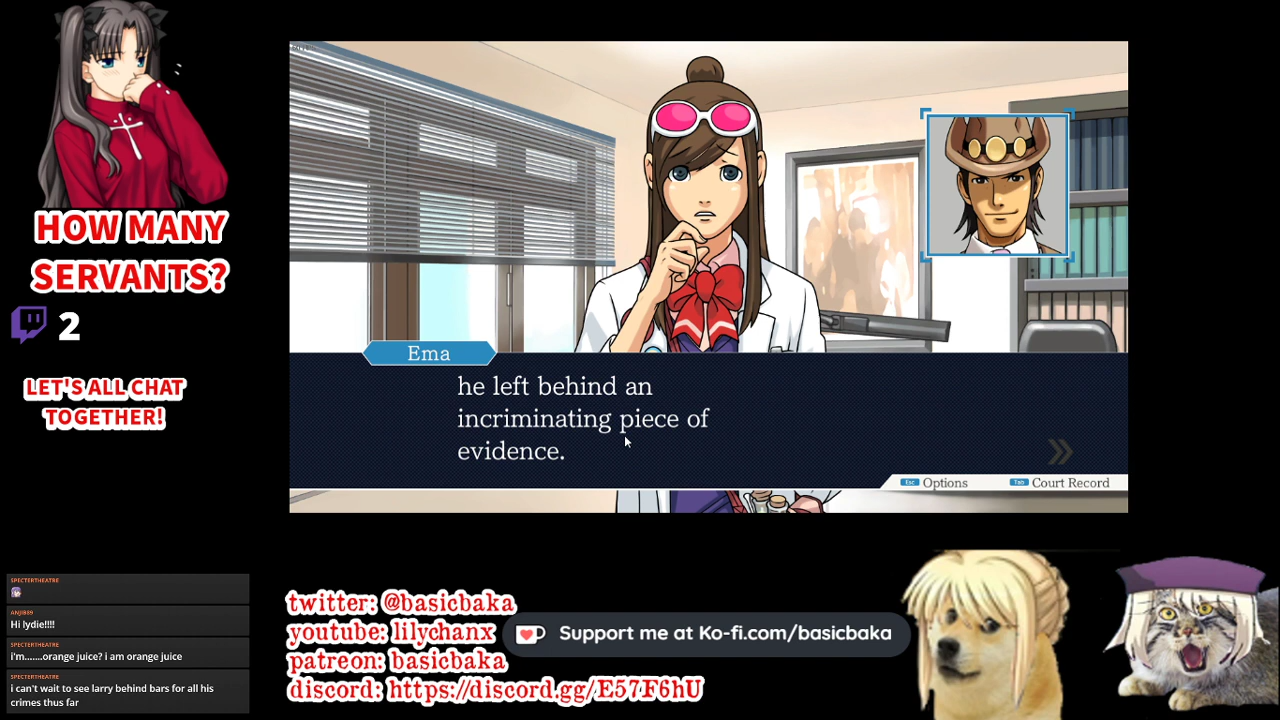 HOW MANY
SERVANTS?
2
LET'S ALL CHAT
TOGETHER!
Ema
he left behind an
incriminating piece of
evidence.
Esc Options
Tab Court Record
SPECTERTHEATRE
ANJIB89
Hi lydie!!!!
SPECTERTHEATRE
i'm.......orange juice? i am orange juice
SPECTERTHEATRE
i can't wait to see larry behind bars for all his
crimes thus far
twitter: @basicbaka
youtube: lilychanx
patreon: basicbaka
discord: https://discord.gg/E57F6hU
Support me at Ko-fi.com/basicbaka